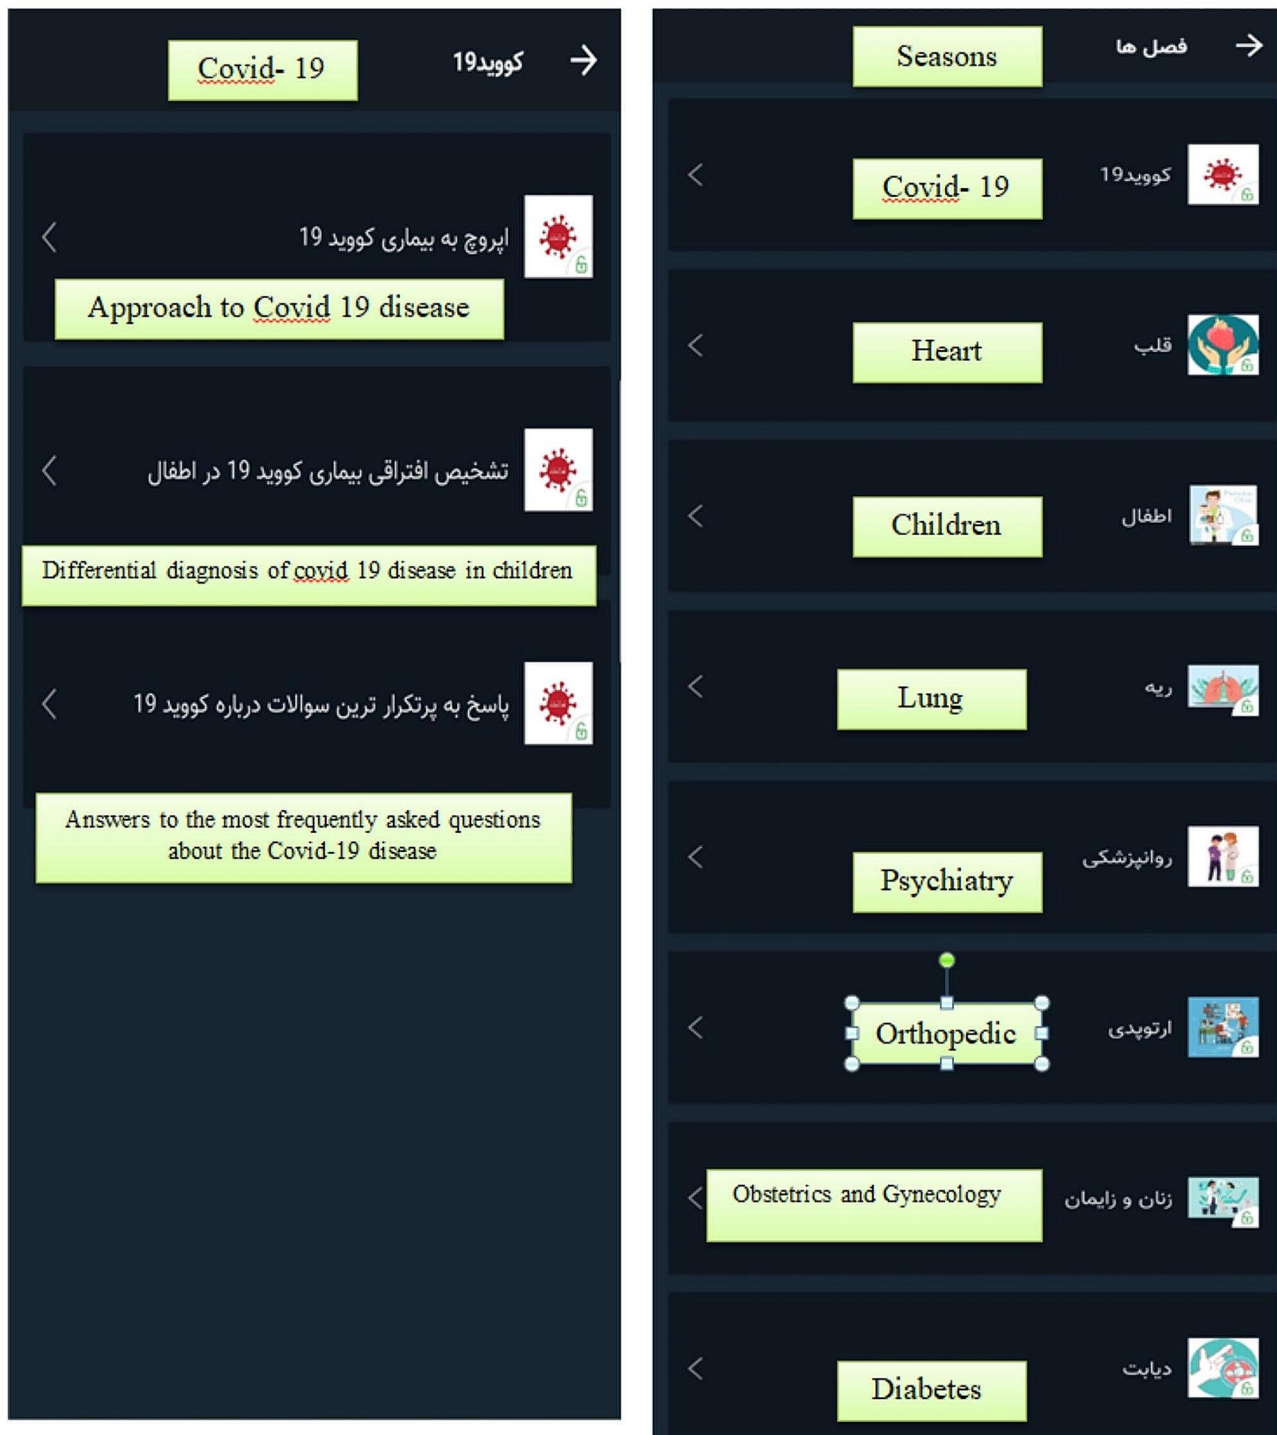 Covid- 19
کووید19
اپروچ به بیماری کووید 19
Approach to Covid 19 disease
تشخیص افتراقی بیماری کووید 19 در اطفال
Differential diagnosis of covid 19 disease in children
پاسخ به پرتکرار ترین سوالات درباره کووید 19
Answers to the most frequently asked questions
about the Covid-19 disease
فصل ها
Seasons
کووید19
Covid- 19
قلب
Heart
اطفال
Children
ریه
Lung
روانپزشکی
Psychiatry
ارتوپدی
Orthopedic
زنان و زایمان
Obstetrics and Gynecology
دیابت
Diabetes